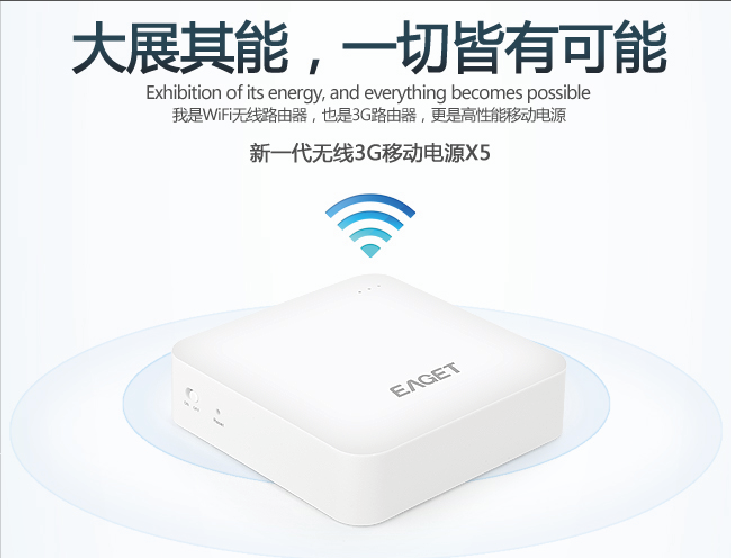 大展其能，一切皆有可能
Exhibition of its energy, and everything becomes possible
我是WiFi无线路由器，也是3G路由器，更是高性能移动电源
新一代无线3G移动电源X5
EAGET